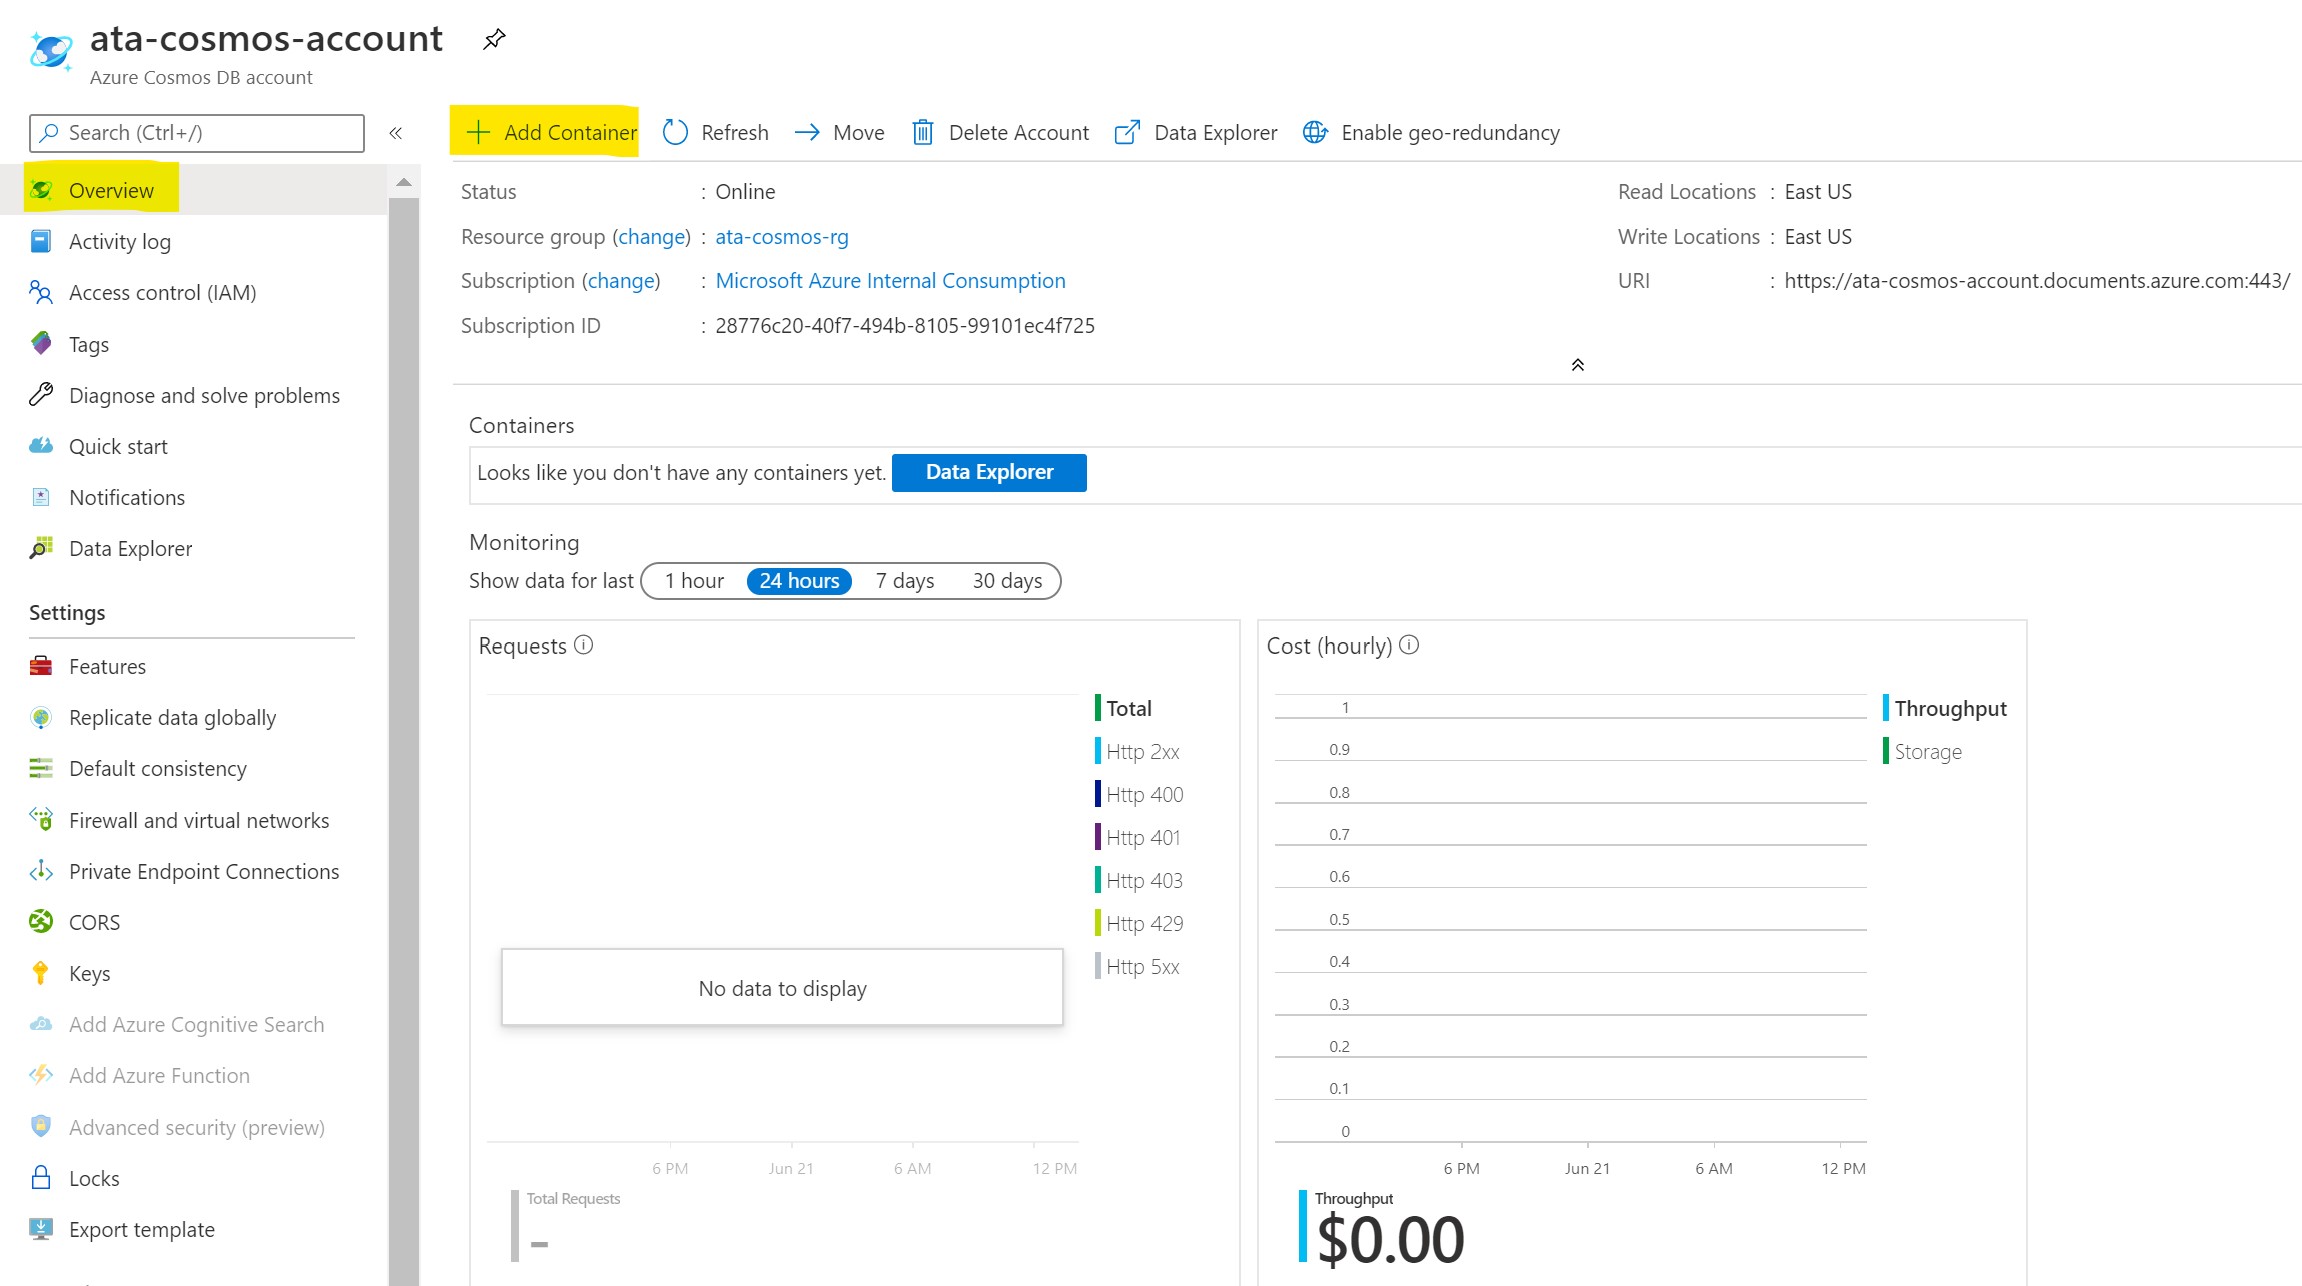 ata-cosmos-account
Azure Cosmos DB account
Search (Ctrl+/)
«
Add Container
Refresh
Move
Delete Account
Data Explorer
Enable geo-redundancy
Overview
Activity log
Access control (IAM)
Tags
Diagnose and solve problems
Quick start
Notifications
Data Explorer
Settings
Features
Replicate data globally
Default consistency
Firewall and virtual networks
Private Endpoint Connections
CORS
Keys
Add Azure Cognitive Search
Add Azure Function
Advanced security (preview)
Locks
Export template
Status : Online
Resource group (change) : ata-cosmos-rg
Subscription (change) : Microsoft Azure Internal Consumption
Subscription ID : 28776c20-40f7-494b-8105-99101ec4f725
Read Locations : East US
Write Locations : East US
URI : https://ata-cosmos-account.documents.azure.com:443/
Containers
Looks like you don't have any containers yet. Data Explorer
Monitoring
Show data for last 1 hour 24 hours 7 days 30 days
Requests
Total
Http 2xx
Http 400
Http 401
Http 403
Http 429
Http 5xx
No data to display
6 PM Jun 21 6 AM 12 PM
Total Requests
-
Cost (hourly)
1
0.9
0.8
0.7
0.6
0.5
0.4
0.3
0.2
0.1
0
Throughput
Storage
6 PM Jun 21 6 AM 12 PM
Throughput
$0.00